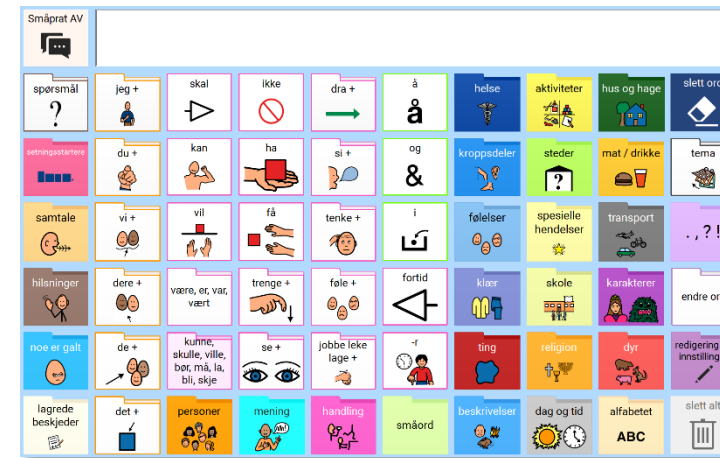 Småprat AV
spørsmål
jeg +
skal
ikke
dra +
å
å
helse
aktiviteter
hus og hage
slett ord
?
setningsstartere
du +
kan
ha
si +
og
&
kroppsdeler
steder
?
mat / drikke
tema
samtale
vi +
vil
få
tenke +
i
følelser
spesielle
hendelser
transport
. , ? !
hilsninger
dere +
være, er, var,
vært
trenge +
føle +
fortid
klær
skole
karakterer
endre ord
noe er galt
de +
kunne,
skulle, ville,
bør, må, la,
bli, skje
se +
jobbe leke
lage +
-r
ting
religion
dyr
redigering
innstilling
lagrede
beskjeder
det +
personer
mening
Ah!
handling
småord
beskrivelser
dag og tid
alfabetet
ABC
slett alt